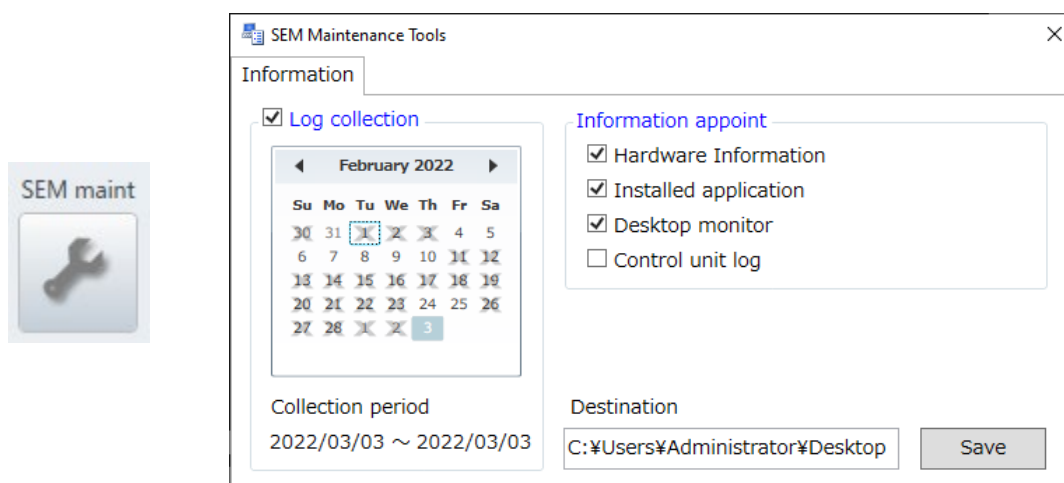 SEM maint
SEM Maintenance Tools
Information
Log collection
February 2022
Su Mo Tu We Th Fr Sa
30 31 1 2 3 4 5
6 7 8 9 10 11 12
13 14 15 16 17 18 19
20 21 22 23 24 25 26
27 28 1 2 3
Collection period
2022/03/03 ~ 2022/03/03
Information appoint
Hardware Information
Installed application
Desktop monitor
Control unit log
Destination
C:¥Users¥Administrator¥Desktop
Save